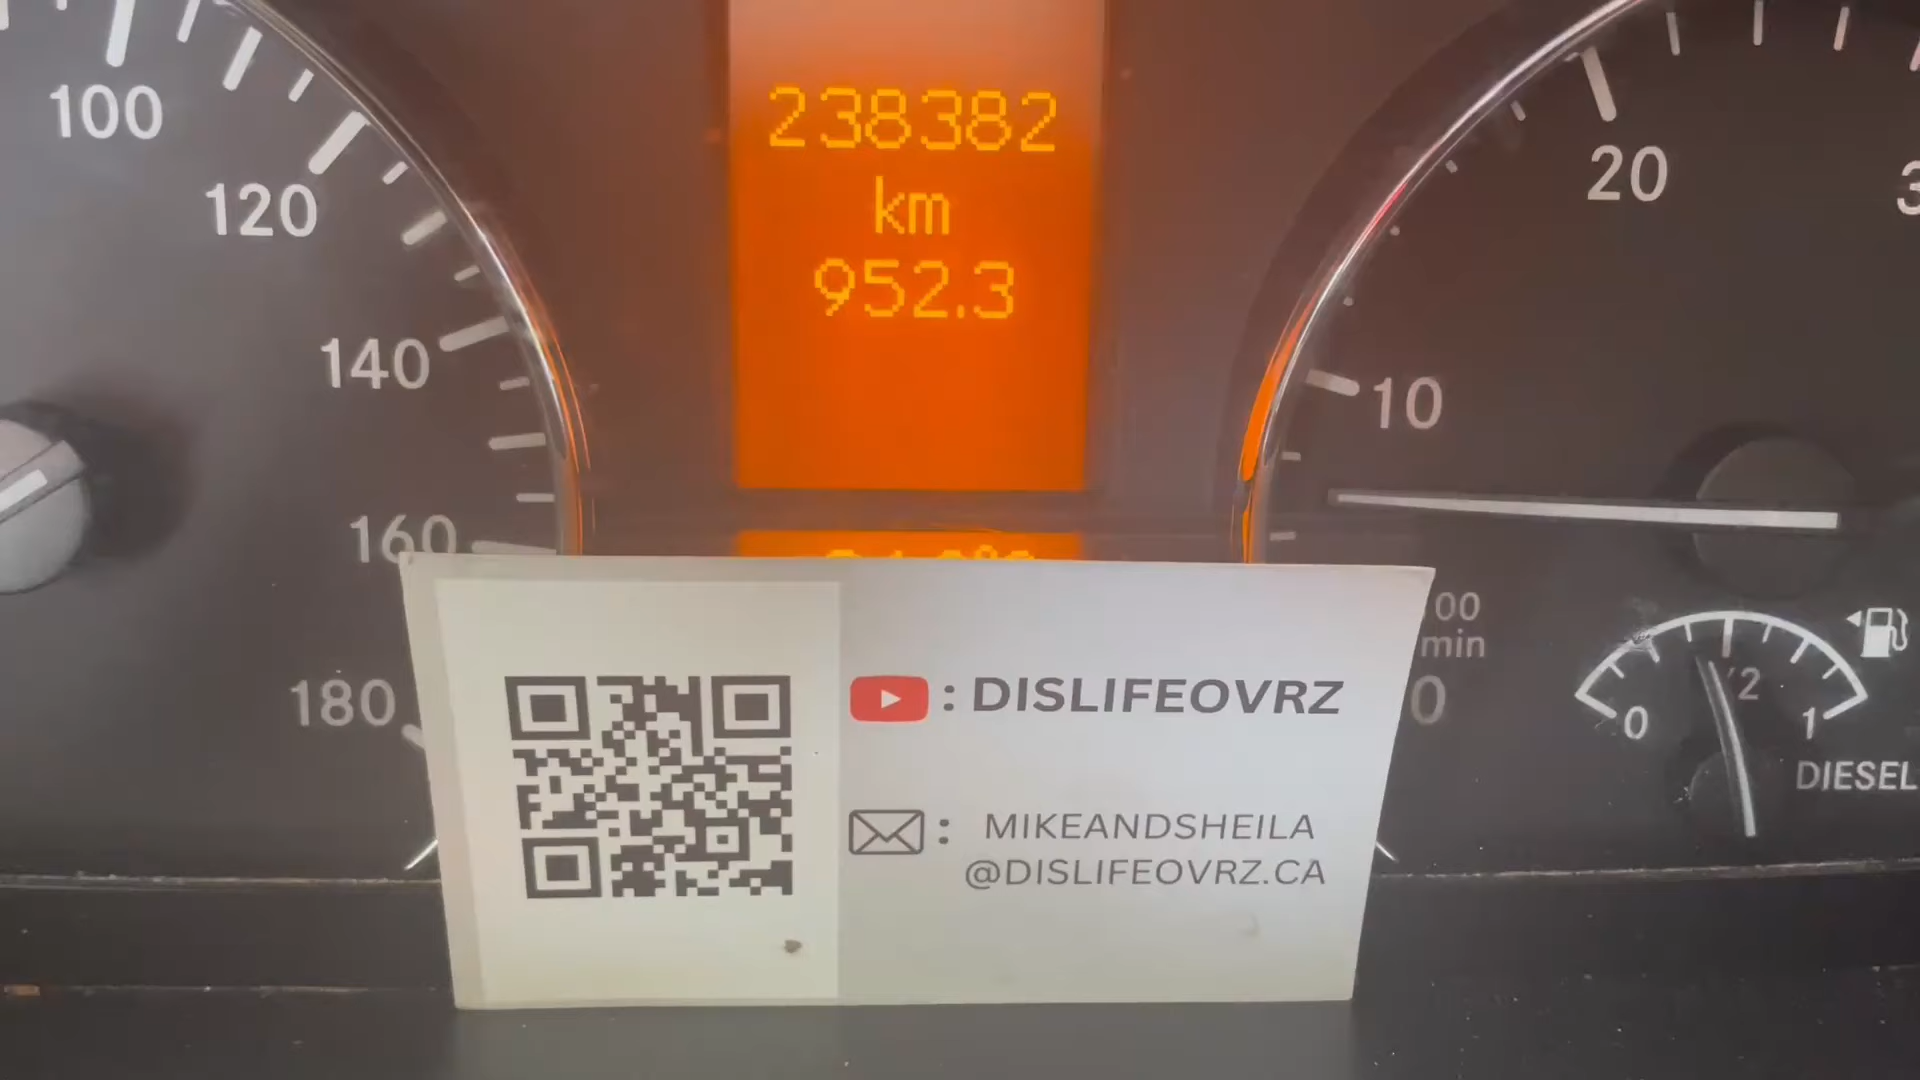 100
120
140
160
180
238382
km
952.3
20
10
00
min
0
0
1/2
1
DIESEL
: DISLIFEOVRZ
: MIKEANDSHEILA
@DISLIFEOVRZ.CA